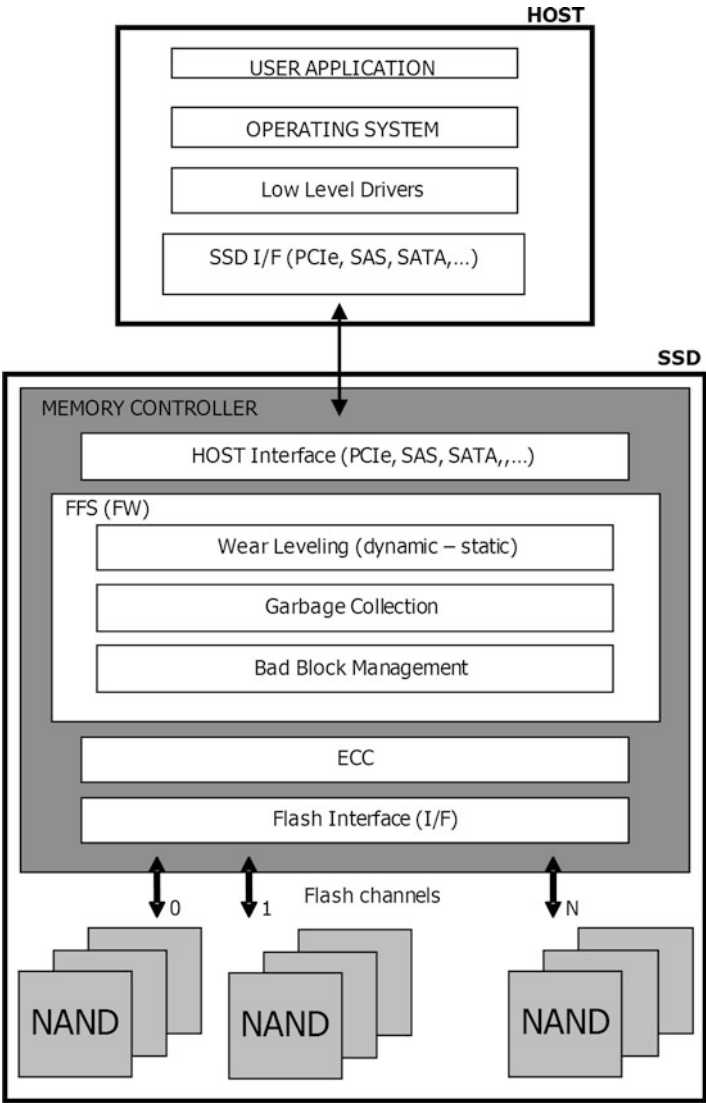 HOST
USER APPLICATION
OPERATING SYSTEM
Low Level Drivers
SSD I/F (PCIe, SAS, SATA,...)
SSD
MEMORY CONTROLLER
HOST Interface (PCIe, SAS, SATA,,...)
FFS (FW)
Wear Leveling (dynamic – static)
Garbage Collection
Bad Block Management
ECC
Flash Interface (I/F)
0 1 Flash channels N
NAND NAND NAND